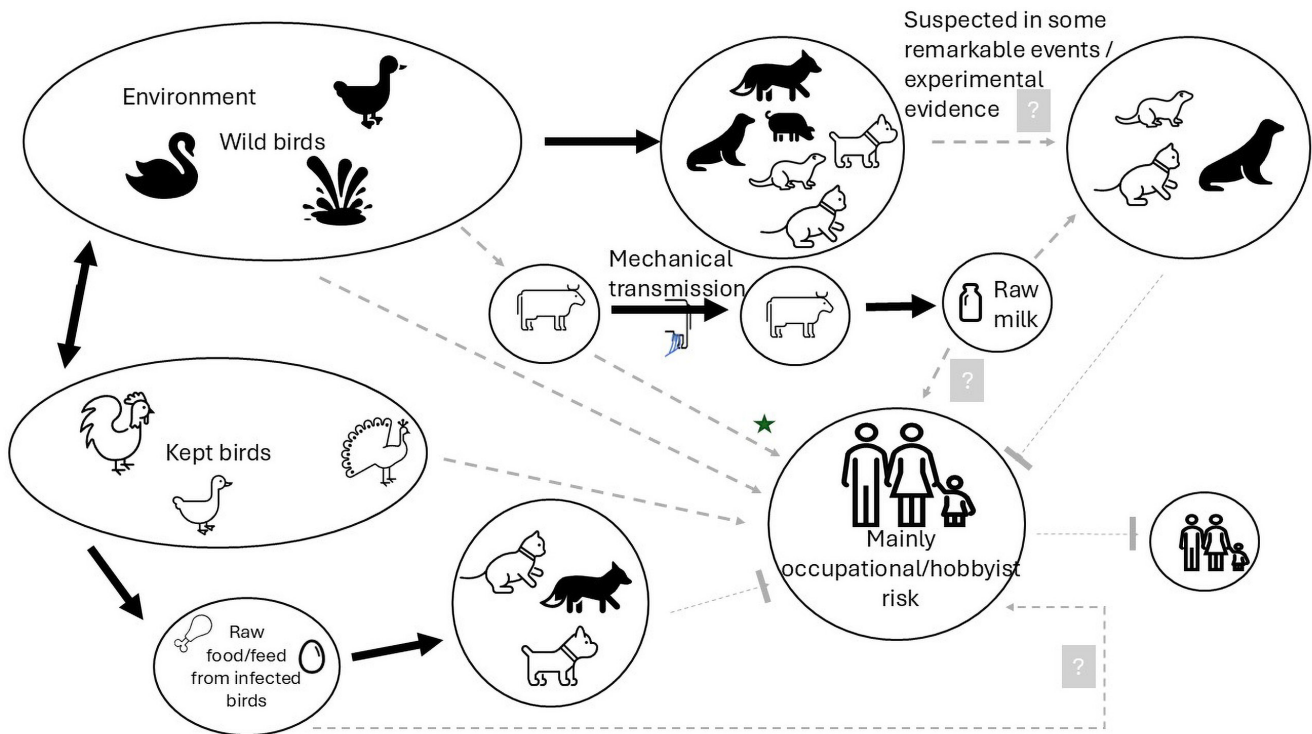 Suspected in some
remarkable events /
experimental
evidence
?
Environment
Wild birds
Mechanical
transmission
Raw
milk
?
Kept birds
Mainly
occupational/hobbyist
risk
Raw
food/feed
from infected
birds
?